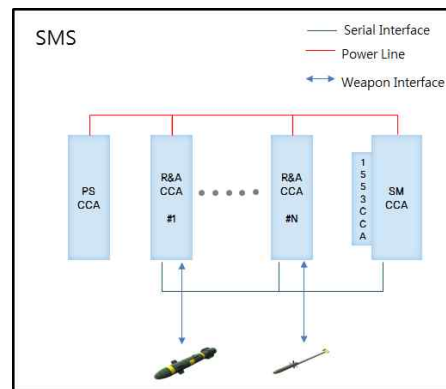 SMS
Serial Interface
Power Line
Weapon Interface
PS
CCA
R&A
CCA
#1
R&A
CCA
#N
1
5
5
3
C
C
A
SM
CCA